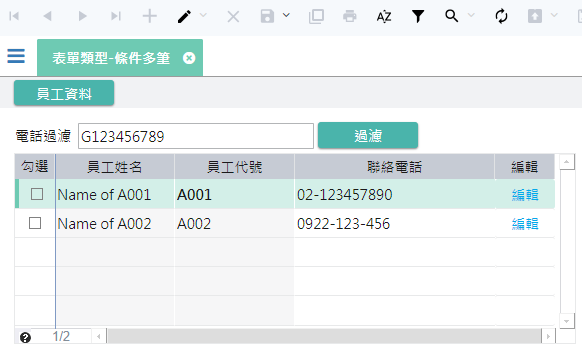 表單類型-條件多筆
員工資料
電話過濾 G123456789 過濾
勾選 員工姓名 員工代號 聯絡電話 編輯
Name of A001 A001 02-123457890 編輯
Name of A002 A002 0922-123-456 編輯
1/2